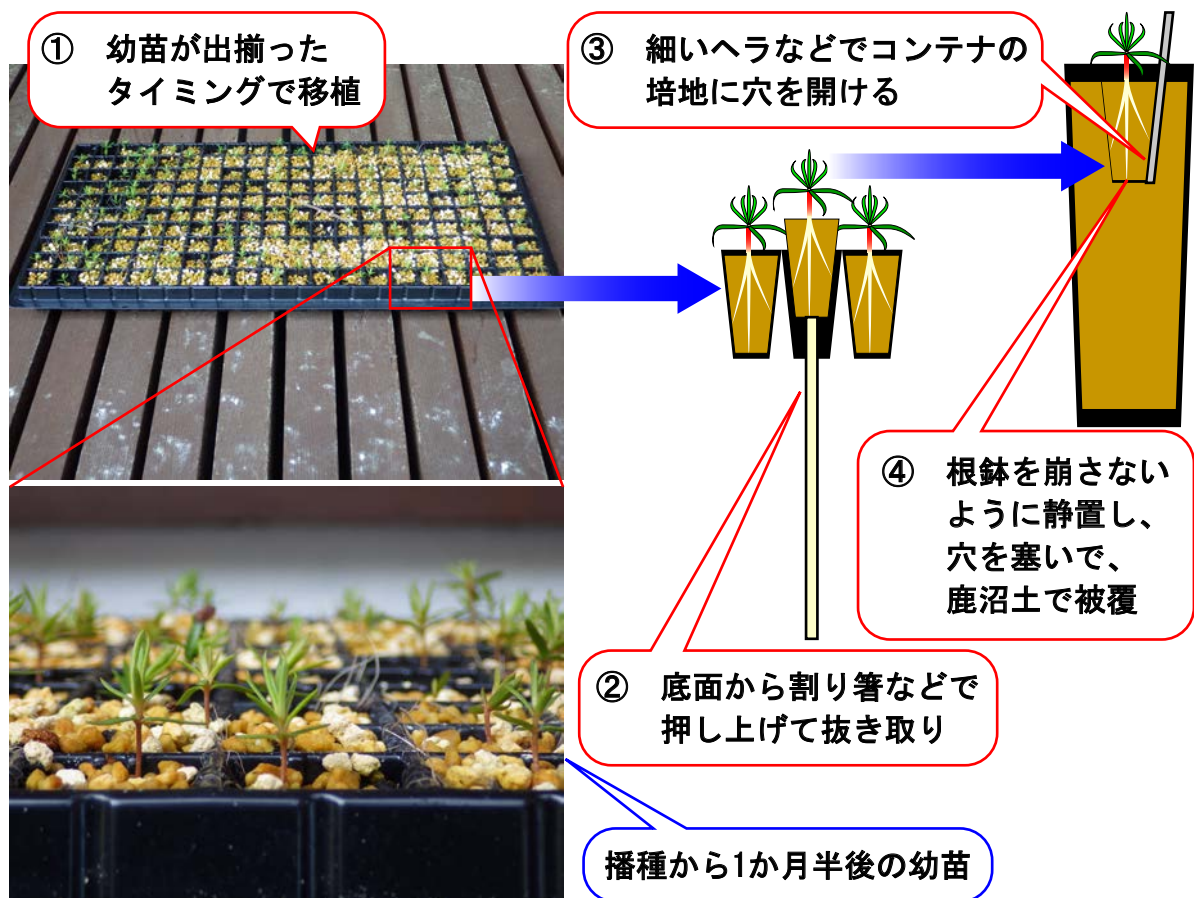 ① 幼苗が出揃った
タイミングで移植
② 底面から割り箸などで
押し上げて抜き取り
③ 細いヘラなどでコンテナの
培地に穴を開ける
④ 根鉢を崩さない
ように静置し、
穴を塞いで、
鹿沼土で被覆
播種から1か月半後の幼苗